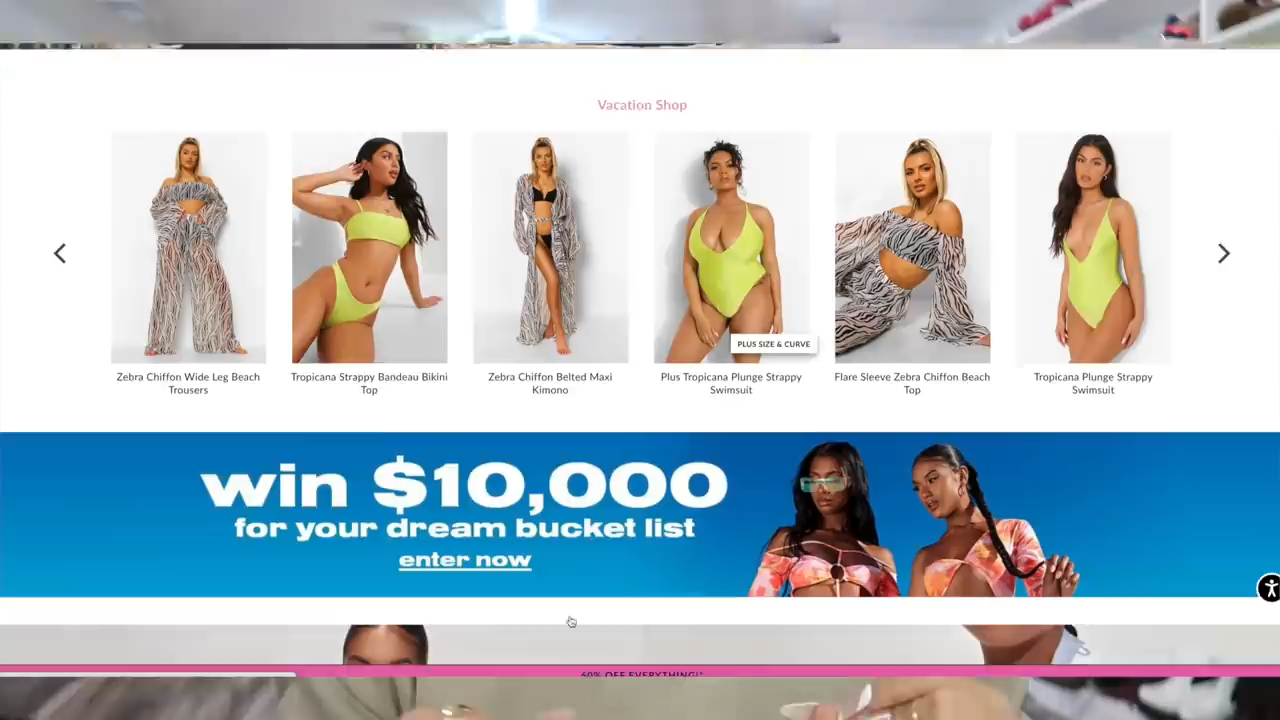 Vacation Shop
PLUS SIZE & CURVE
Zebra Chiffon Wide Leg Beach
Trousers
Tropicana Strappy Bandeau Bikini
Top
Zebra Chiffon Belted Maxi
Kimono
Plus Tropicana Plunge Strappy
Swimsuit
Flare Sleeve Zebra Chiffon Beach
Top
Tropicana Plunge Strappy
Swimsuit
win $10,000
for your dream bucket list
enter now
60% OFF EVERYTHING!*